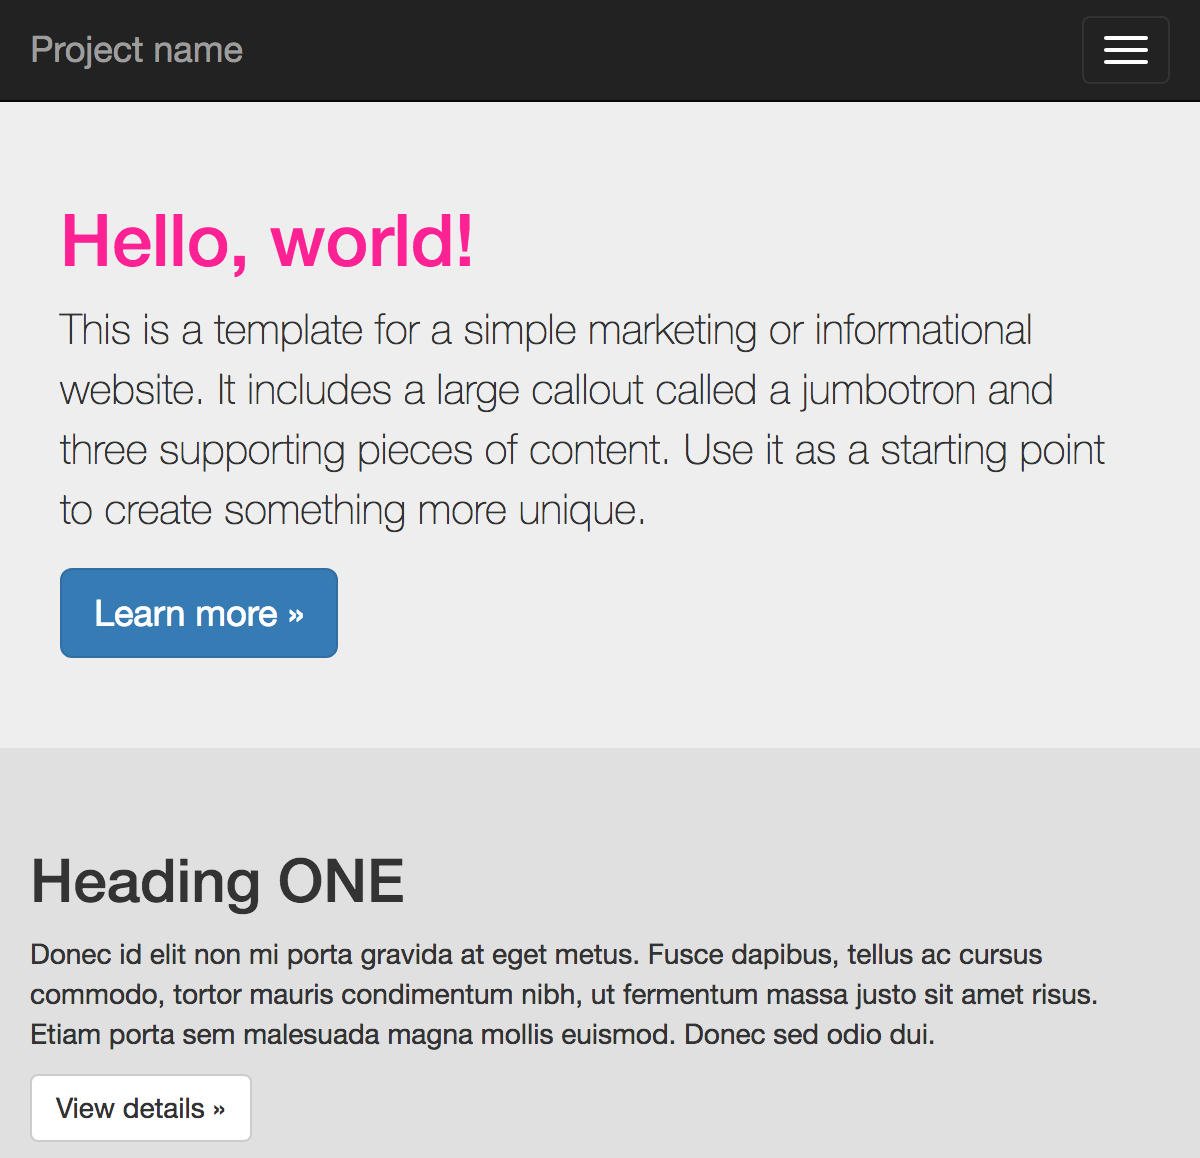 Project name
Hello, world!
This is a template for a simple marketing or informational
website. It includes a large callout called a jumbotron and
three supporting pieces of content. Use it as a starting point
to create something more unique.
Learn more »
Heading ONE
Donec id elit non mi porta gravida at eget metus. Fusce dapibus, tellus ac cursus
commodo, tortor mauris condimentum nibh, ut fermentum massa justo sit amet risus.
Etiam porta sem malesuada magna mollis euismod. Donec sed odio dui.
View details »